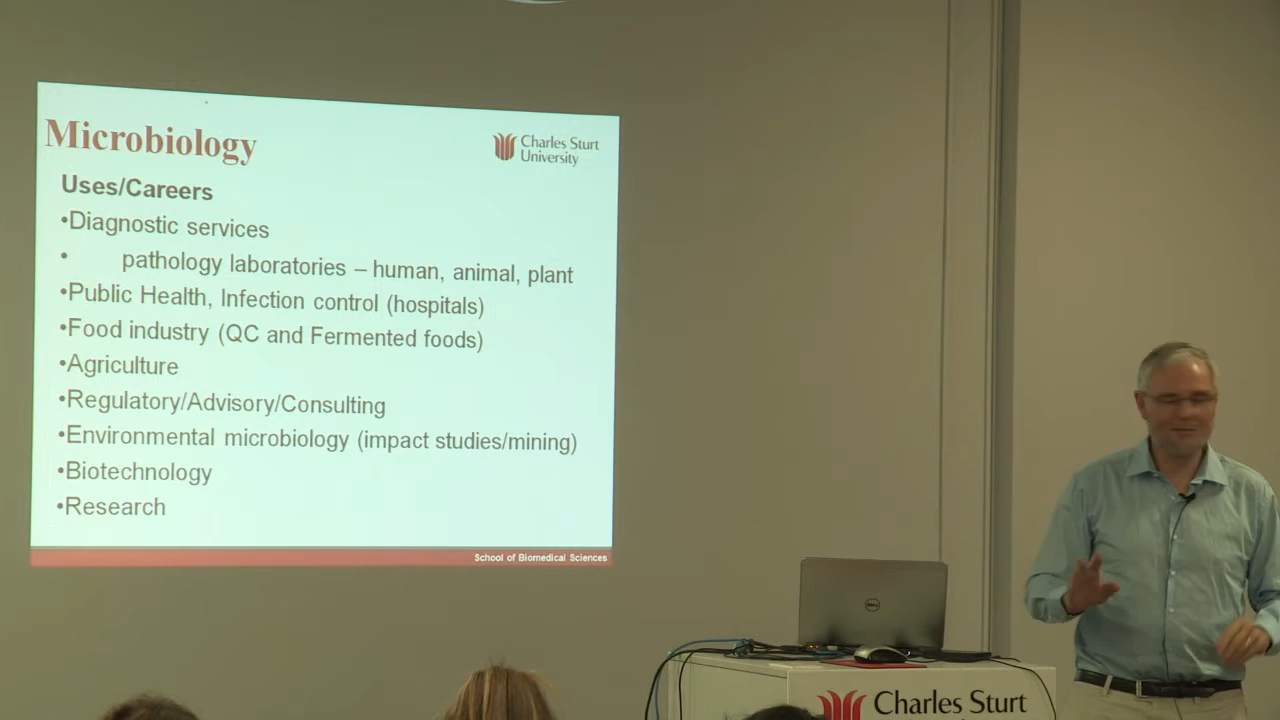 Microbiology
Charles Sturt
University
Uses/Careers
•Diagnostic services
• pathology laboratories – human, animal, plant
•Public Health, Infection control (hospitals)
•Food industry (QC and Fermented foods)
•Agriculture
•Regulatory/Advisory/Consulting
•Environmental microbiology (impact studies/mining)
•Biotechnology
•Research
School of Biomedical Sciences
DELL
Charles Sturt